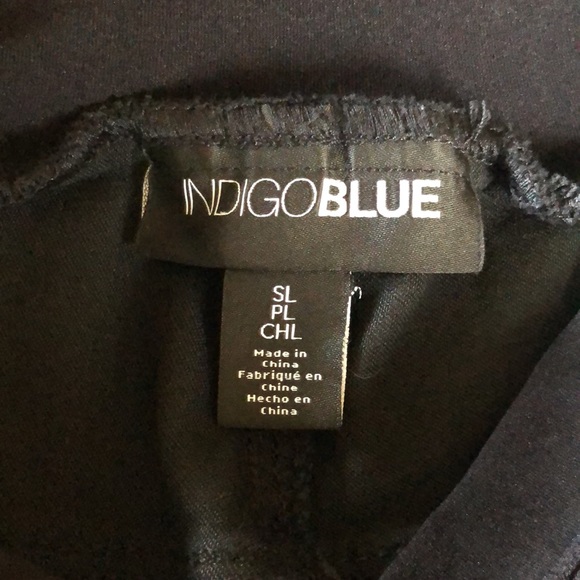 INDIGOBLUE
SL
PL
CHL
Made in
China
Fabriqué en
Chine
Hecho en
China